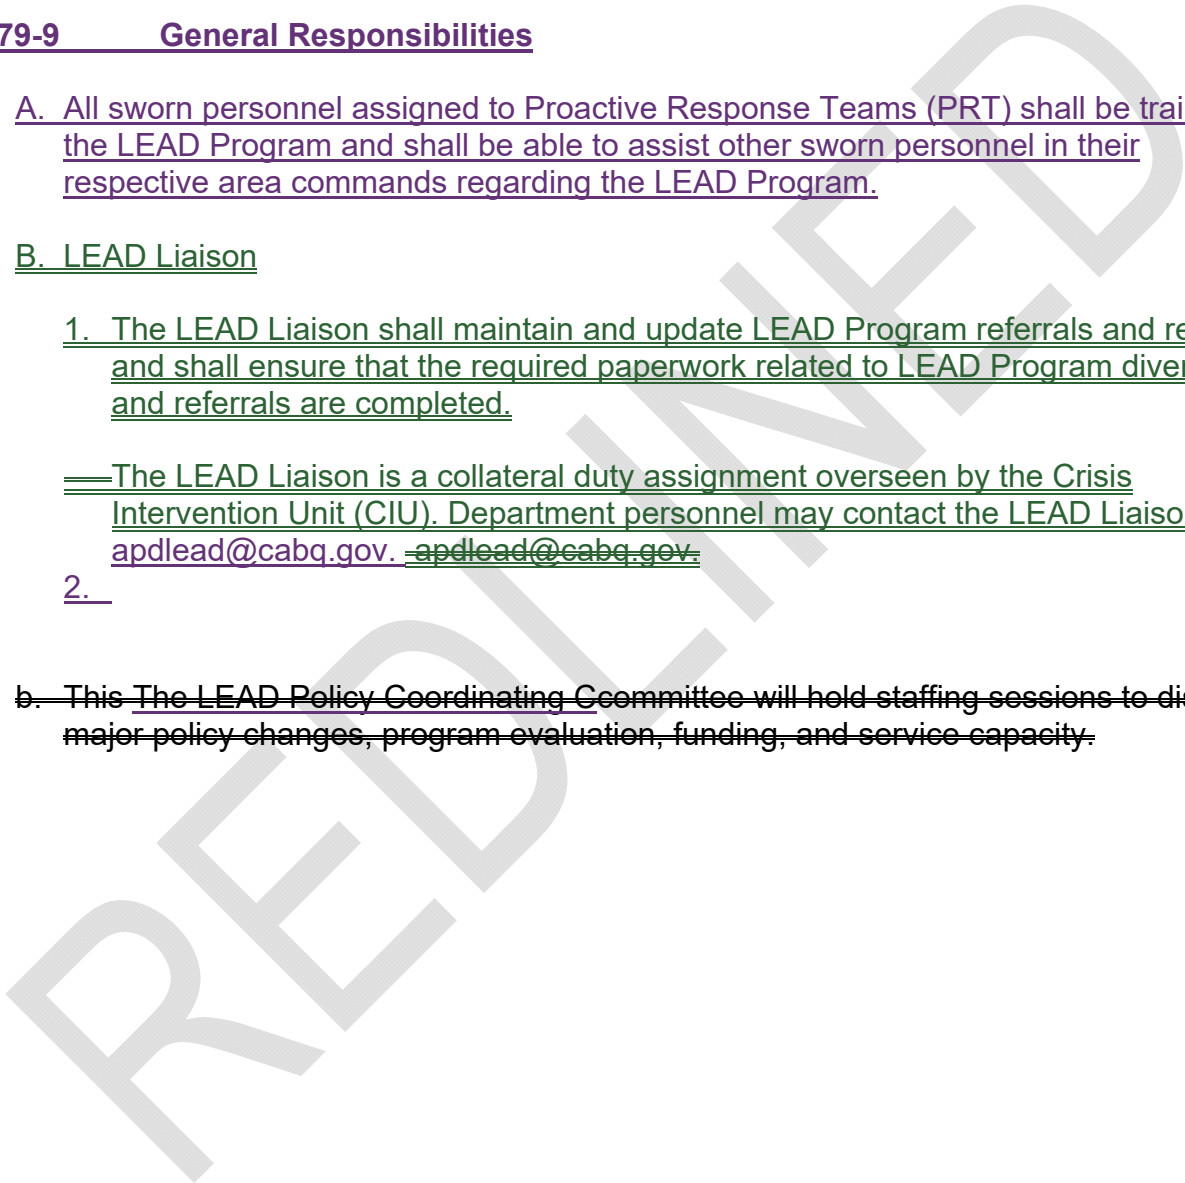 79-9 General Responsibilities
A. All sworn personnel assigned to Proactive Response Teams (PRT) shall be
the LEAD Program and shall be able to assist other sworn personnel in their
respective area commands regarding the LEAD Program.
B. LEAD Liaison
1. The LEAD Liaison shall maintain and update LEAD Program referrals and
and shall ensure that the required paperwork related to LEAD Program
and referrals are completed.
The LEAD Liaison is a collateral duty assignment overseen by the Crisis
Intervention Unit (CIU). Department personnel may contact the LEAD
apdlead@cabq.gov. apdlead@cabq.gov.
2.
b. This The LEAD Policy Coordinating Ccommittee will hold staffing sessions to
major policy changes, program evaluation, funding, and service capacity.
REDLINED